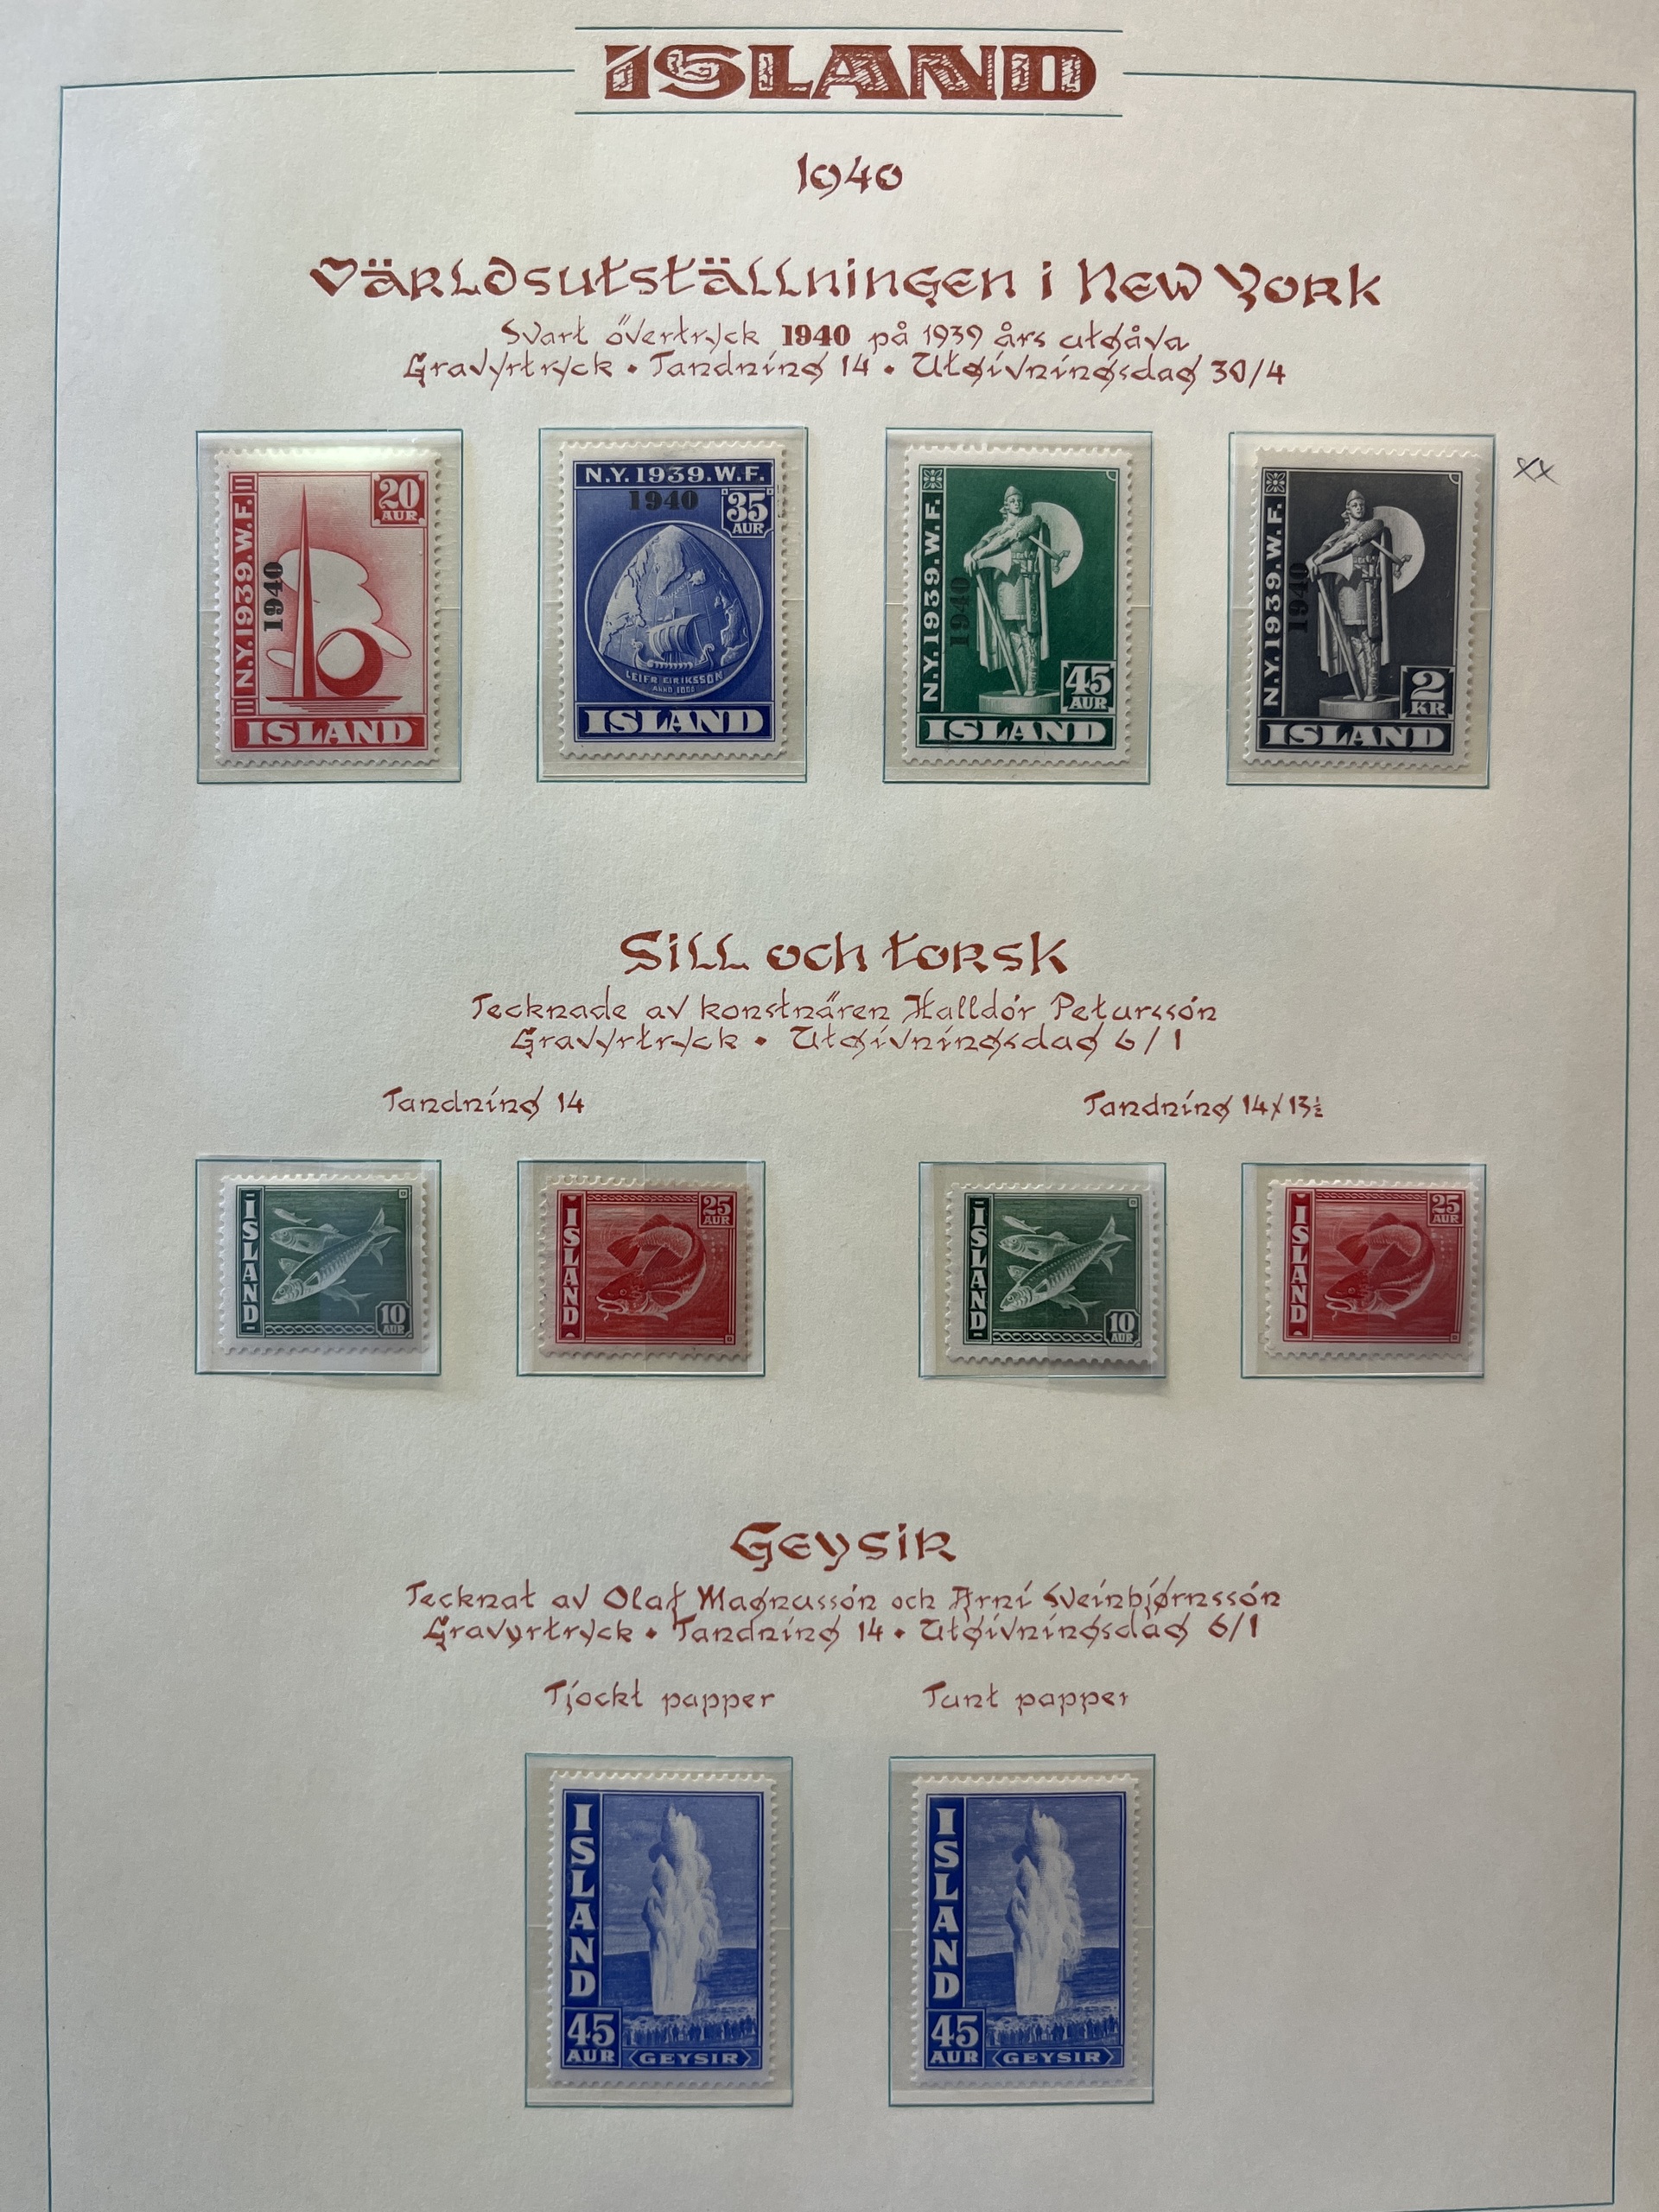 ISLAND
1940
Världsutställningen i New York
Svart övertryck 1940 på 1939 års utgåva
Gravyrtryck • Tandning 14 • Utgivningsdag 30/4
N.Y. 1939. W.F.
1940
20
AUR
ISLAND
N.Y. 1939. W.F.
1940
35
AUR
LEIFR EIRIKSSON
ISLAND
N.Y. 1939. W.F.
1940
45
AUR
ISLAND
N.Y. 1939. W.F.
1940
2
KR
ISLAND
xx
Sill och torsk
Tecknade av konstnären Halldór Peturssón
Gravyrtryck • Utgivningsdag 6/1
Tandning 14
Tandning 14x13½
ISLAND
10
AUR
ISLAND
25
AUR
ISLAND
10
AUR
ISLAND
25
AUR
Geysir
Tecknat av Olaf Magnussón och Arni Sveinbjørnssón
Gravyrtryck • Tandning 14 • Utgivningsdag 6/1
Tjockt papper
Tunt papper
ISLAND
45
AUR
GEYSIR
ISLAND
45
AUR
GEYSIR